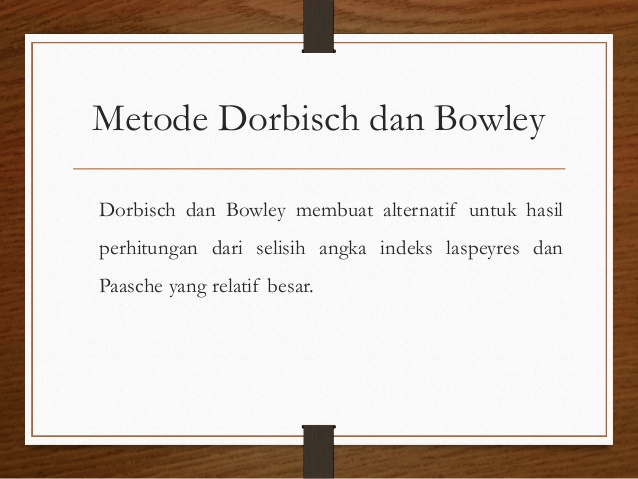 Metode Dorbisch dan Bowley
Dorbisch dan Bowley membuat alternatif untuk hasil
perhitungan dari selisih angka indeks laspeyres dan
Paasche yang relatif besar.